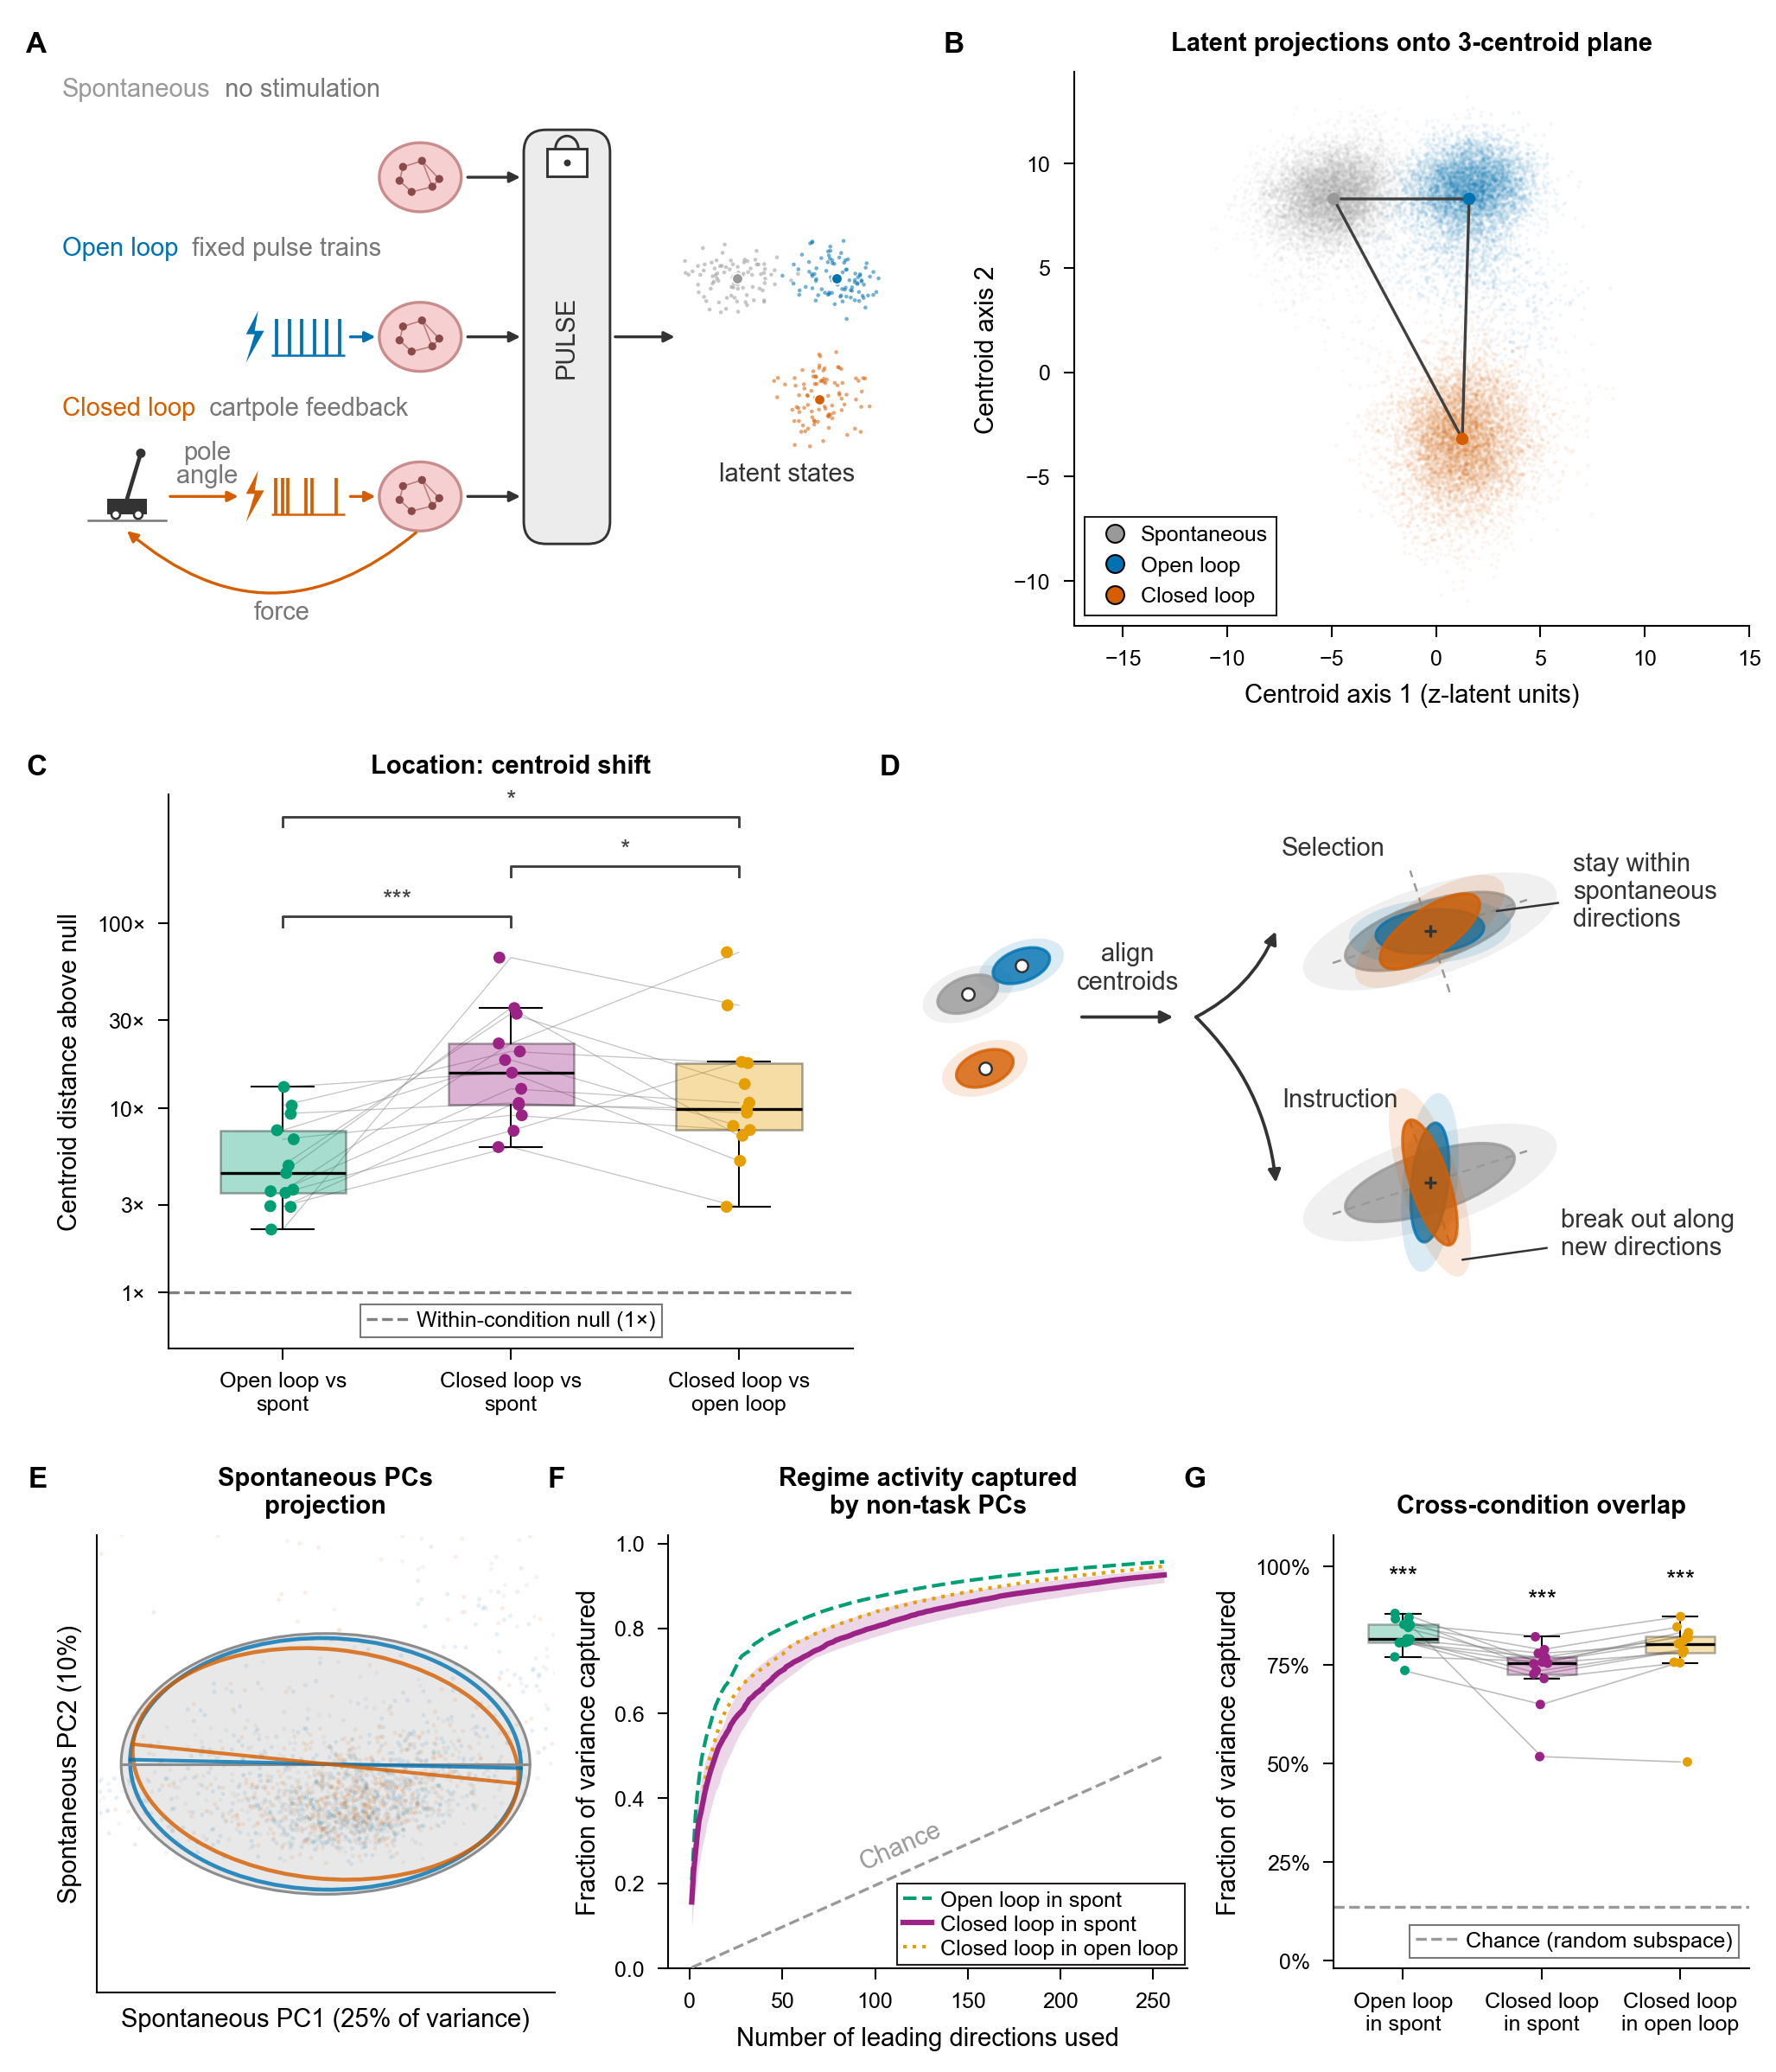 A
Spontaneous no stimulation
Open loop fixed pulse trains
Closed loop cartpole feedback
pole
angle
force
PULSE
latent states
B
Latent projections onto 3-centroid plane
Centroid axis 2
10
5
0
−5
−10
Spontaneous
Open loop
Closed loop
−15
−10
−5
0
5
10
15
Centroid axis 1 (z-latent units)
C
Location: centroid shift
*
*
***
Centroid distance above null
100×
30×
10×
3×
1×
Within-condition null (1×)
Open loop vs
spont
Closed loop vs
spont
Closed loop vs
open loop
D
align
centroids
Selection
stay within
spontaneous
directions
Instruction
break out along
new directions
E
Spontaneous PCs
projection
Spontaneous PC2 (10%)
Spontaneous PC1 (25% of variance)
F
Regime activity captured
by non-task PCs
Fraction of variance captured
1.0
0.8
0.6
0.4
0.2
0.0
Chance
Open loop in spont
Closed loop in spont
Closed loop in open loop
0
50
100
150
200
250
Number of leading directions used
G
Cross-condition overlap
Fraction of variance captured
100%
75%
50%
25%
0%
***
***
***
Chance (random subspace)
Open loop
in spont
Closed loop
in spont
Closed loop
in open loop